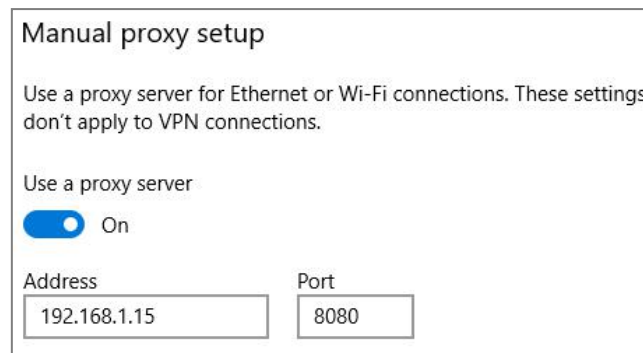 Manual proxy setup
Use a proxy server for Ethernet or Wi-Fi connections. These settings
don't apply to VPN connections.
Use a proxy server
On
Address Port
192.168.1.15 8080